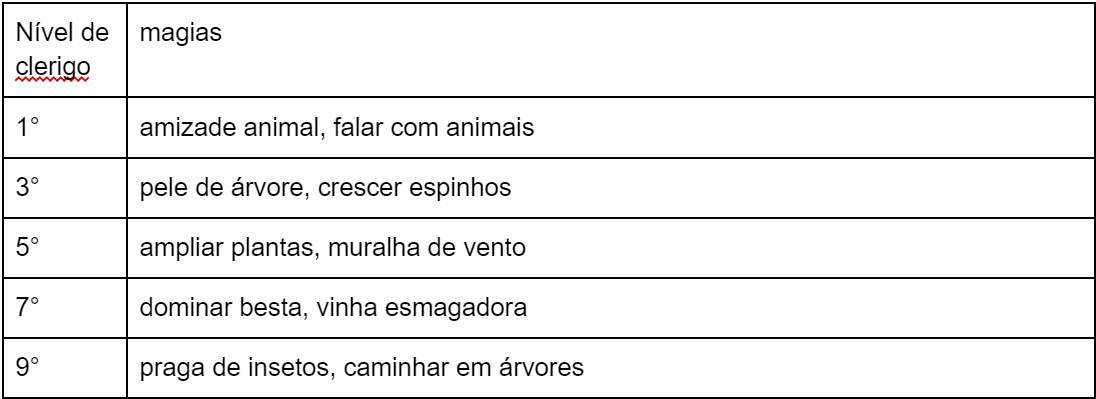 Nível de
clerigo
magias
1° amizade animal, falar com animais
3° pele de árvore, crescer espinhos
5° ampliar plantas, muralha de vento
7° dominar besta, vinha esmagadora
9° praga de insetos, caminhar em árvores